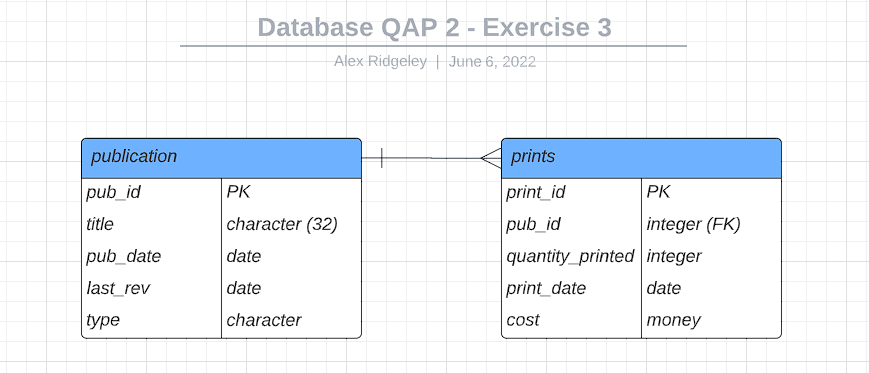 Database QAP 2 - Exercise 3
Alex Ridgeley | June 6, 2022
publication
pub_id PK
title character (32)
pub_date date
last_rev date
type character
prints
print_id PK
pub_id integer (FK)
quantity_printed integer
print_date date
cost money